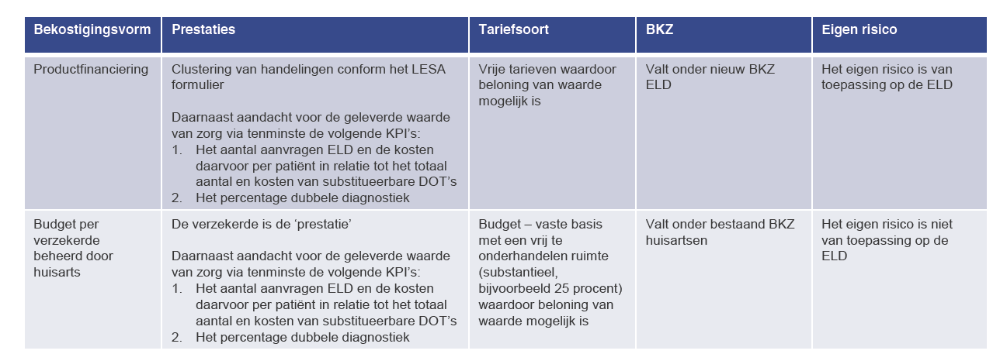 Bekostigingsvorm
Prestaties
Tariefsoort
BKZ
Eigen risico
Productfinanciering
Clustering van handelingen conform het LESA
formulier
Daarnaast aandacht voor de geleverde waarde
van zorg via tenminste de volgende KPI's:
1. Het aantal aanvragen ELD en de kosten
daarvoor per patiënt in relatie tot het totaal
aantal en kosten van substitueerbare DOT's
2. Het percentage dubbele diagnostiek
Vrije tarieven waardoor
beloning van waarde
mogelijk is
Valt onder nieuw BKZ
ELD
Het eigen risico is van
toepassing op de ELD
Budget per
verzekerde
beheerd door
huisarts
De verzekerde is de ‘prestatie’
Daarnaast aandacht voor de geleverde waarde
van zorg via tenminste de volgende KPI's:
1. Het aantal aanvragen ELD en de kosten
daarvoor per patiënt in relatie tot het totaal
aantal en kosten van substitueerbare DOT's
2. Het percentage dubbele diagnostiek
Budget – vaste basis
met een vrij te
onderhandelen ruimte
(substantieel,
bijvoorbeeld 25 procent)
waardoor beloning van
waarde mogelijk is
Valt onder bestaand BKZ
huisartsen
Het eigen risico is niet
van toepassing op de
ELD